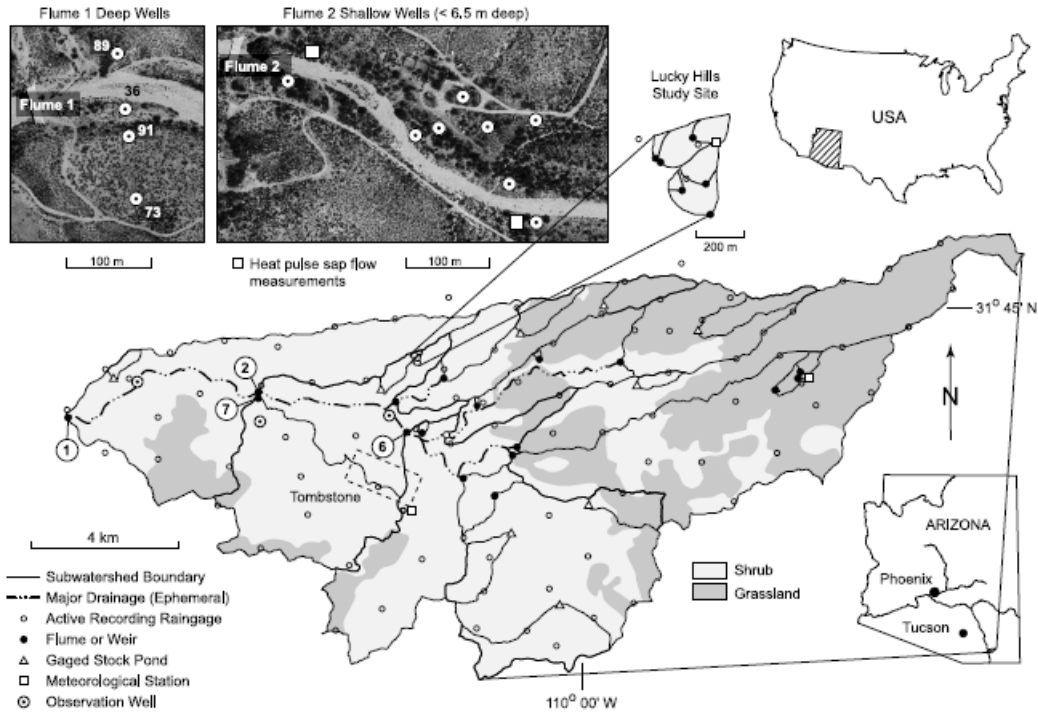 Flume 1 Deep Wells
Flume 2 Shallow Wells (< 6.5 m deep)
89
Flume 1
36
91
73
Flume 2
100 m
Heat pulse sap flow
measurements
100 m
Lucky Hills
Study Site
200 m
USA
31° 45' N
N
1
2
7
6
Tombstone
4 km
Subwatershed Boundary
Major Drainage (Ephemeral)
Active Recording Raingage
Flume or Weir
Gaged Stock Pond
Meteorological Station
Observation Well
Shrub
Grassland
110° 00' W
ARIZONA
Phoenix
Tucson